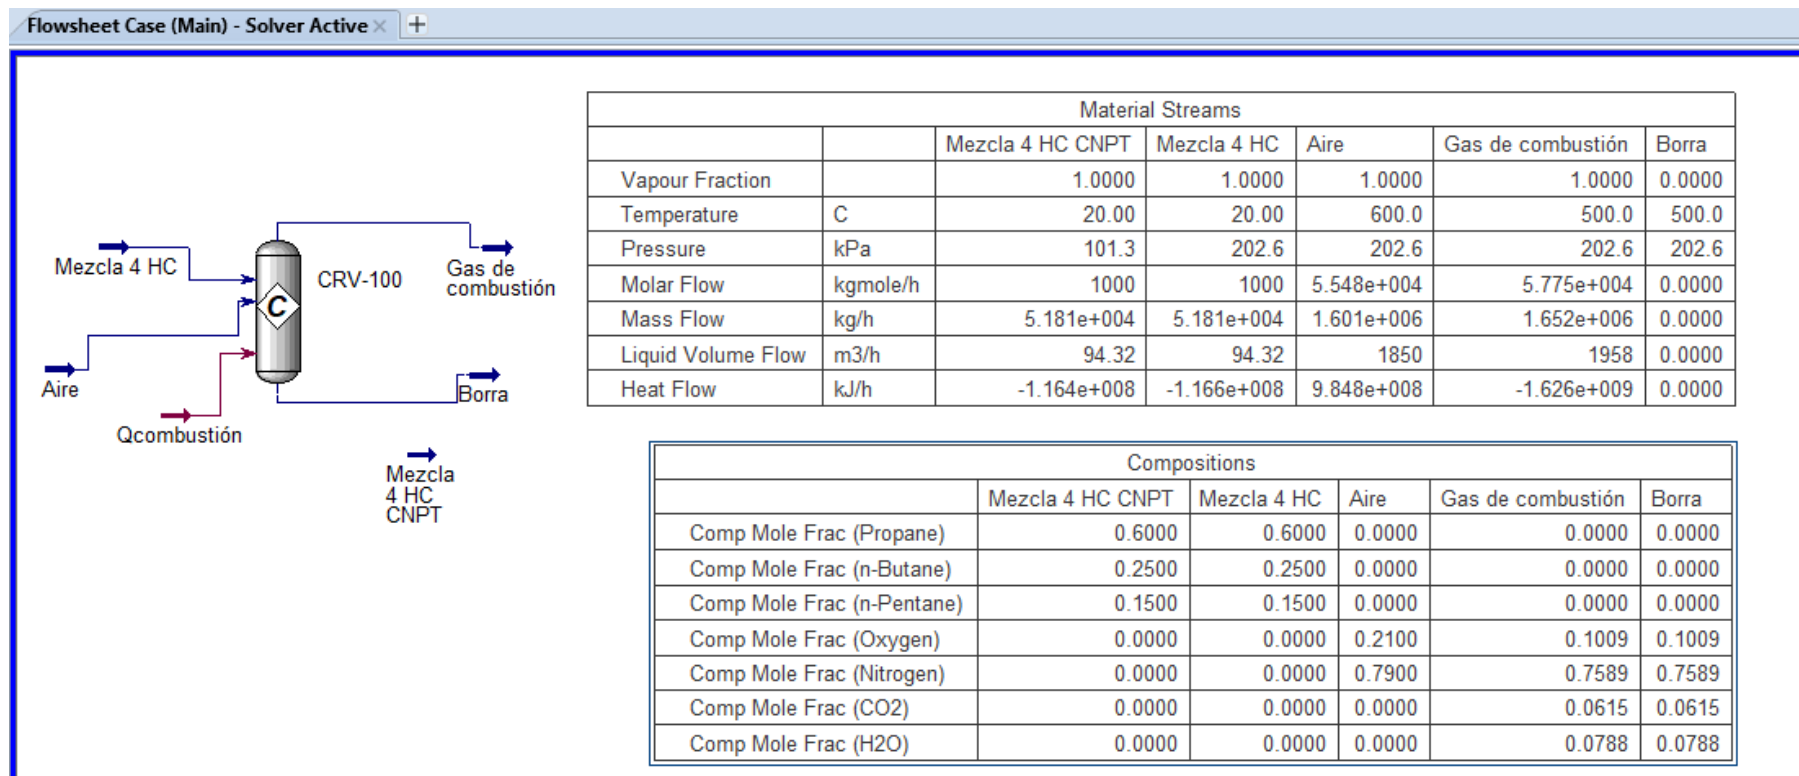 Flowsheet Case (Main) - Solver Active × +
Mezcla 4 HC
CRV-100
C
Gas de
combustión
Aire
Qcombustión
Borra
Mezcla
4 HC
CNPT
Material Streams
Mezcla 4 HC CNPT Mezcla 4 HC Aire Gas de combustión Borra
Vapour Fraction 1.0000 1.0000 1.0000 1.0000 0.0000
Temperature C 20.00 20.00 600.0 500.0 500.0
Pressure kPa 101.3 202.6 202.6 202.6 202.6
Molar Flow kgmole/h 1000 1000 5.548e+004 5.775e+004 0.0000
Mass Flow kg/h 5.181e+004 5.181e+004 1.601e+006 1.652e+006 0.0000
Liquid Volume Flow m3/h 94.32 94.32 1850 1958 0.0000
Heat Flow kJ/h -1.164e+008 -1.166e+008 9.848e+008 -1.626e+009 0.0000
Compositions
Mezcla 4 HC CNPT Mezcla 4 HC Aire Gas de combustión Borra
Comp Mole Frac (Propane) 0.6000 0.6000 0.0000 0.0000 0.0000
Comp Mole Frac (n-Butane) 0.2500 0.2500 0.0000 0.0000 0.0000
Comp Mole Frac (n-Pentane) 0.1500 0.1500 0.0000 0.0000 0.0000
Comp Mole Frac (Oxygen) 0.0000 0.0000 0.2100 0.1009 0.1009
Comp Mole Frac (Nitrogen) 0.0000 0.0000 0.7900 0.7589 0.7589
Comp Mole Frac (CO2) 0.0000 0.0000 0.0000 0.0615 0.0615
Comp Mole Frac (H2O) 0.0000 0.0000 0.0000 0.0788 0.0788